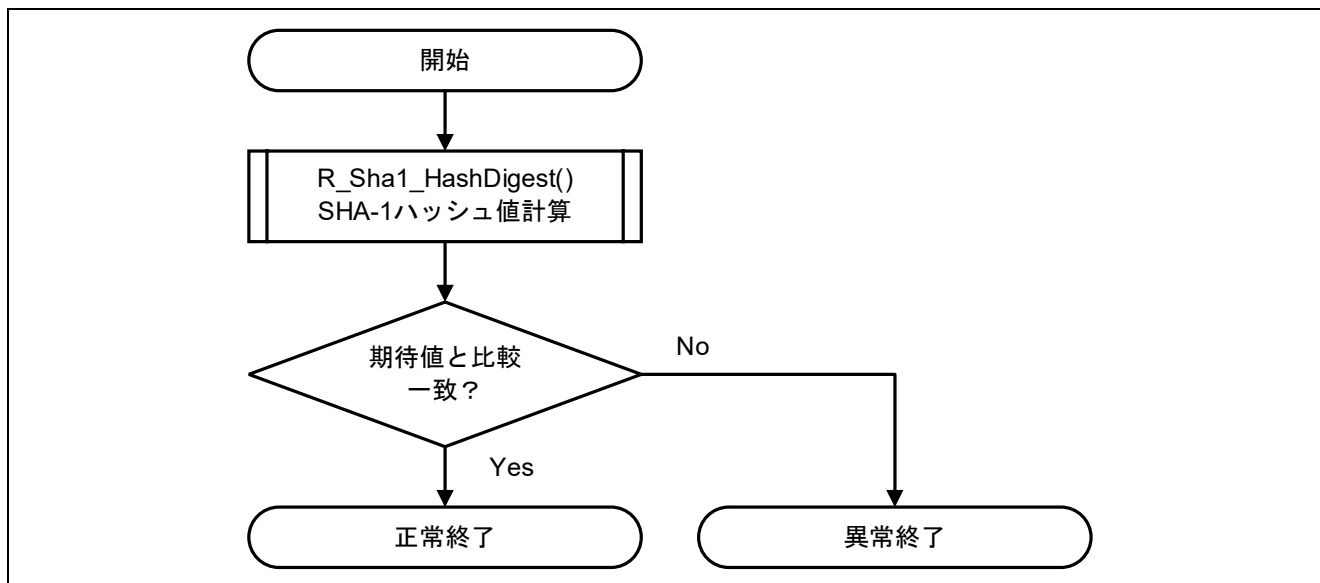 開始
R_Sha1_HashDigest()
SHA-1ハッシュ値計算
期待値と比較
一致？
No
Yes
正常終了
異常終了